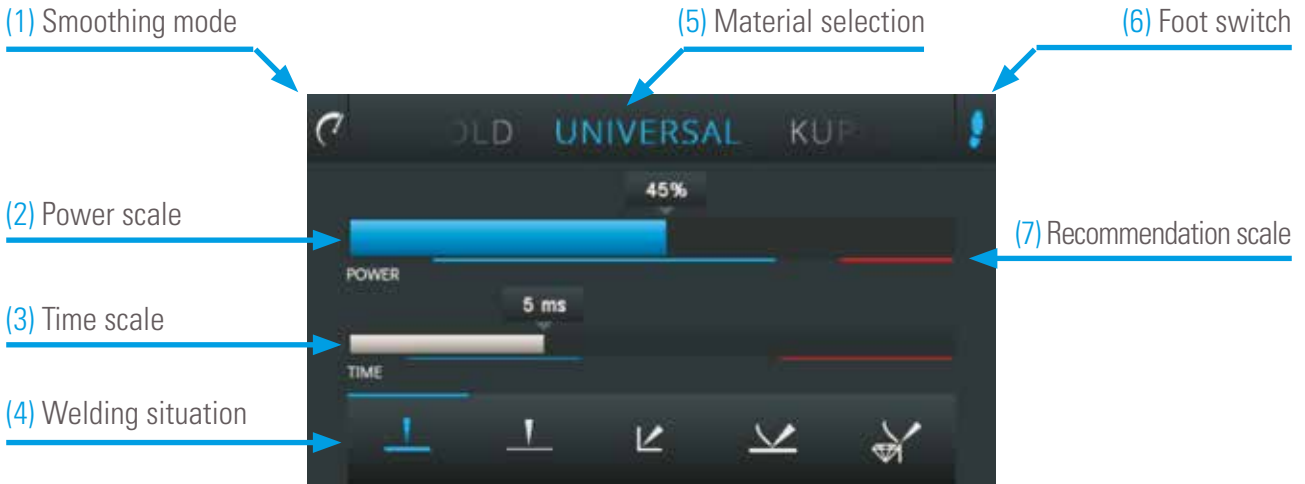 (1) Smoothing mode
(5) Material selection
(6) Foot switch
OLD UNIVERSAL KUP
45%
(2) Power scale
(7) Recommendation scale
POWER
5 ms
(3) Time scale
TIME
(4) Welding situation